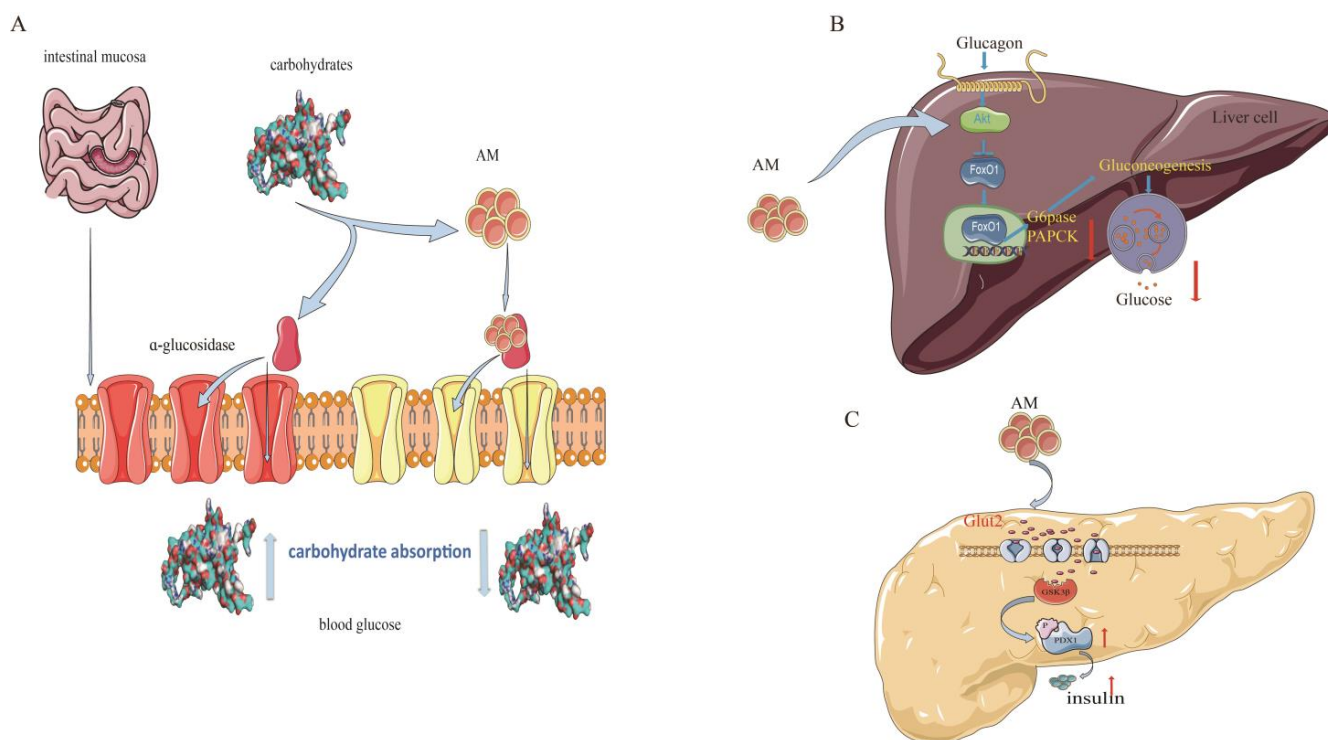 A
intestinal mucosa
carbohydrates
AM
α-glucosidase
carbohydrate absorption
blood glucose
B
Glucagon
Akt
Liver cell
AM
FoxO1
Gluconeogenesis
FoxO1
G6pase
PAPCK
Glucose
C
AM
Glut2
GSK3β
P
PDX1
insulin